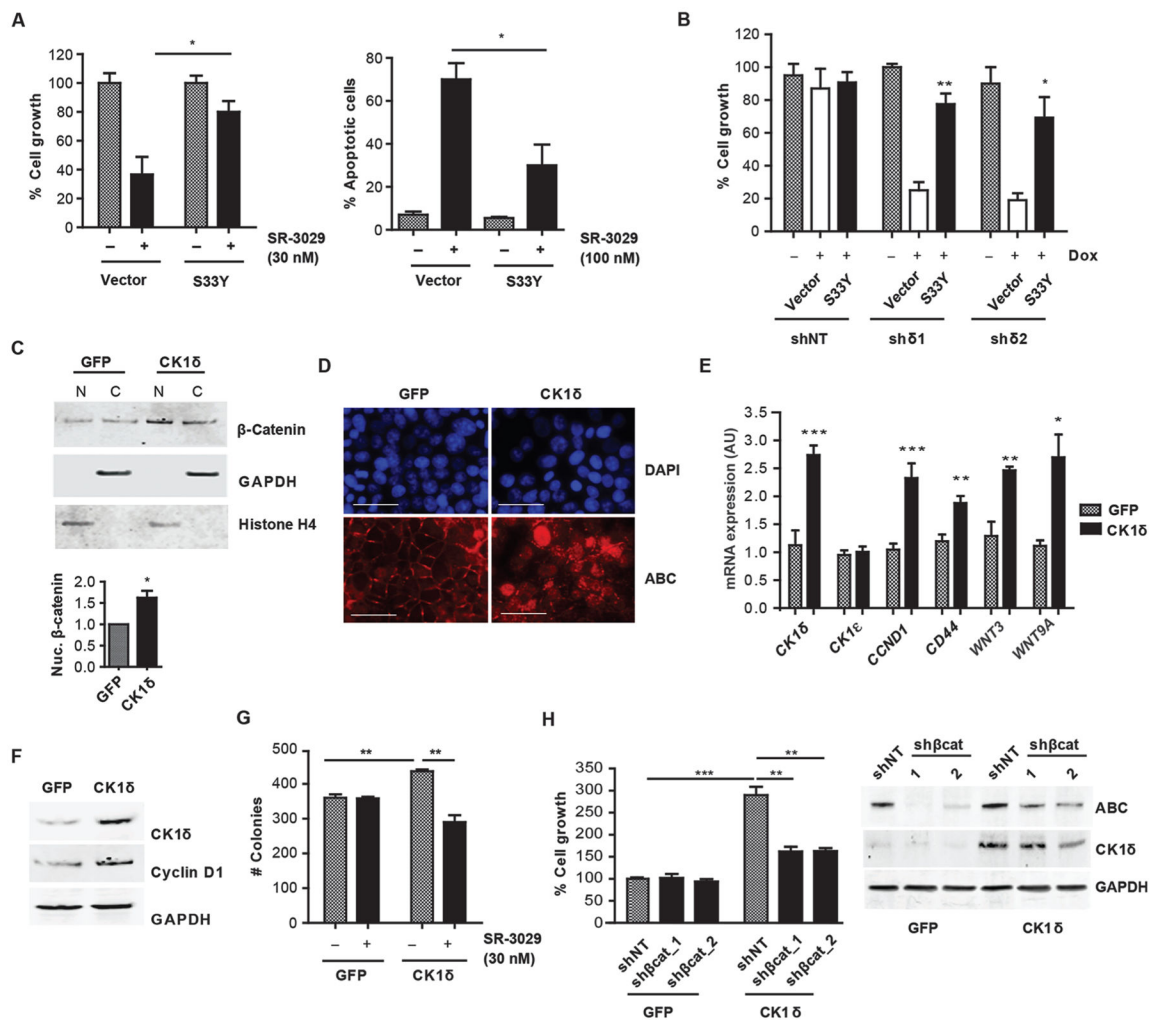 A
% Cell growth
120
100
80
60
40
20
0
*
– + – +
SR-3029
(30 nM)
Vector S33Y
% Apoptotic cells
80
60
40
20
0
*
– + – +
SR-3029
(100 nM)
Vector S33Y
B
% Cell growth
120
100
80
60
40
20
0
** *
– + + – + + – + + Dox
Vector S33Y Vector S33Y Vector S33Y
shNT shδ1 shδ2
C
GFP CK1δ
N C N C
β-Catenin
GAPDH
Histone H4
Nuc. β-catenin
2.0
1.5
1.0
0.5
0.0
*
GFP CK1δ
D
GFP CK1δ
DAPI
ABC
E
mRNA expression (AU)
3.5
3.0
2.5
2.0
1.5
1.0
0.5
0.0
*** *** ** ** *
GFP
CK1δ
CK1δ CK1ε CCND1 CD44 WNT3 WNT9A
F
GFP CK1δ
CK1δ
Cyclin D1
GAPDH
G
# Colonies
500
400
300
200
100
0
** **
– + – +
SR-3029
(30 nM)
GFP CK1δ
H
% Cell growth
350
300
250
200
150
100
50
0
*** ** **
shNT shβcat_1 shβcat_2 shNT shβcat_1 shβcat_2
GFP CK1δ
shNT shβcat shNT shβcat
1 2 1 2
ABC
CK1δ
GAPDH
GFP CK1δ